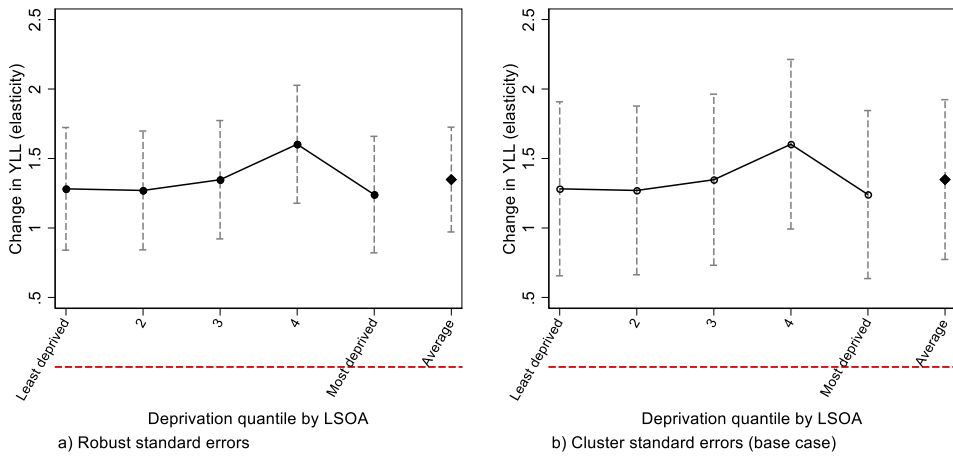 Change in YLL (elasticity)
2.5
2
1.5
1
.5
Least deprived
2
3
4
Most deprived
Average
Deprivation quantile by LSOA
a) Robust standard errors
Change in YLL (elasticity)
2.5
2
1.5
1
.5
Least deprived
2
3
4
Most deprived
Average
Deprivation quantile by LSOA
b) Cluster standard errors (base case)